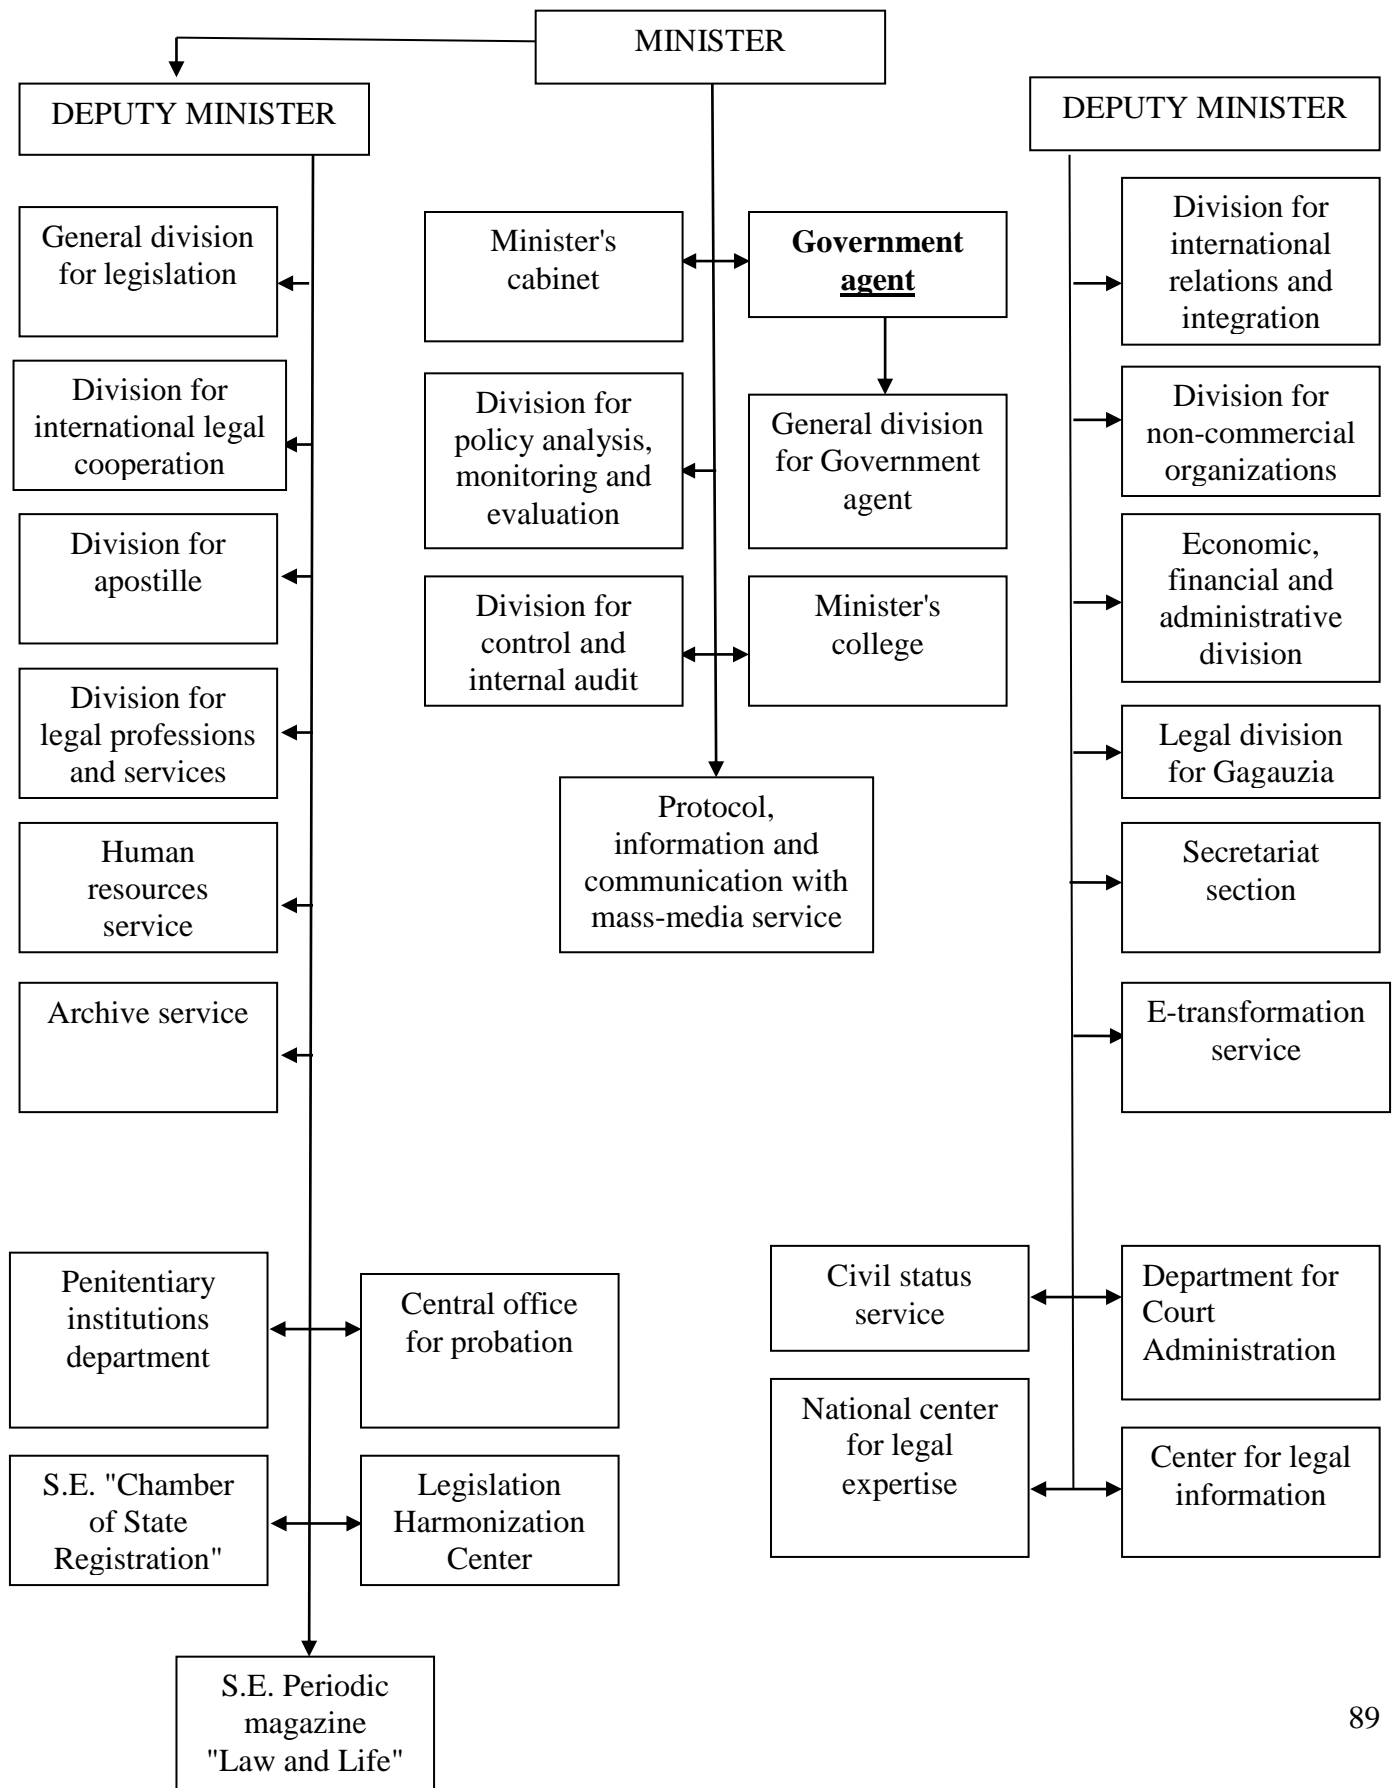 MINISTER
DEPUTY MINISTER
DEPUTY MINISTER
General division
for legislation
Division for
international legal
cooperation
Division for
apostille
Division for
legal professions
and services
Human
resources
service
Archive service
Minister's
cabinet
Government
agent
Division for
policy analysis,
monitoring and
evaluation
General division
for Government
agent
Division for
control and
internal audit
Minister's
college
Protocol,
information and
communication with
mass-media service
Division for
international
relations and
integration
Division for
non-commercial
organizations
Economic,
financial and
administrative
division
Legal division
for Gagauzia
Secretariat
section
E-transformation
service
Penitentiary
institutions
department
Central office
for probation
S.E. "Chamber
of State
Registration"
Legislation
Harmonization
Center
S.E. Periodic
magazine
"Law and Life"
Civil status
service
Department for
Court
Administration
National center
for legal
expertise
Center for legal
information
89